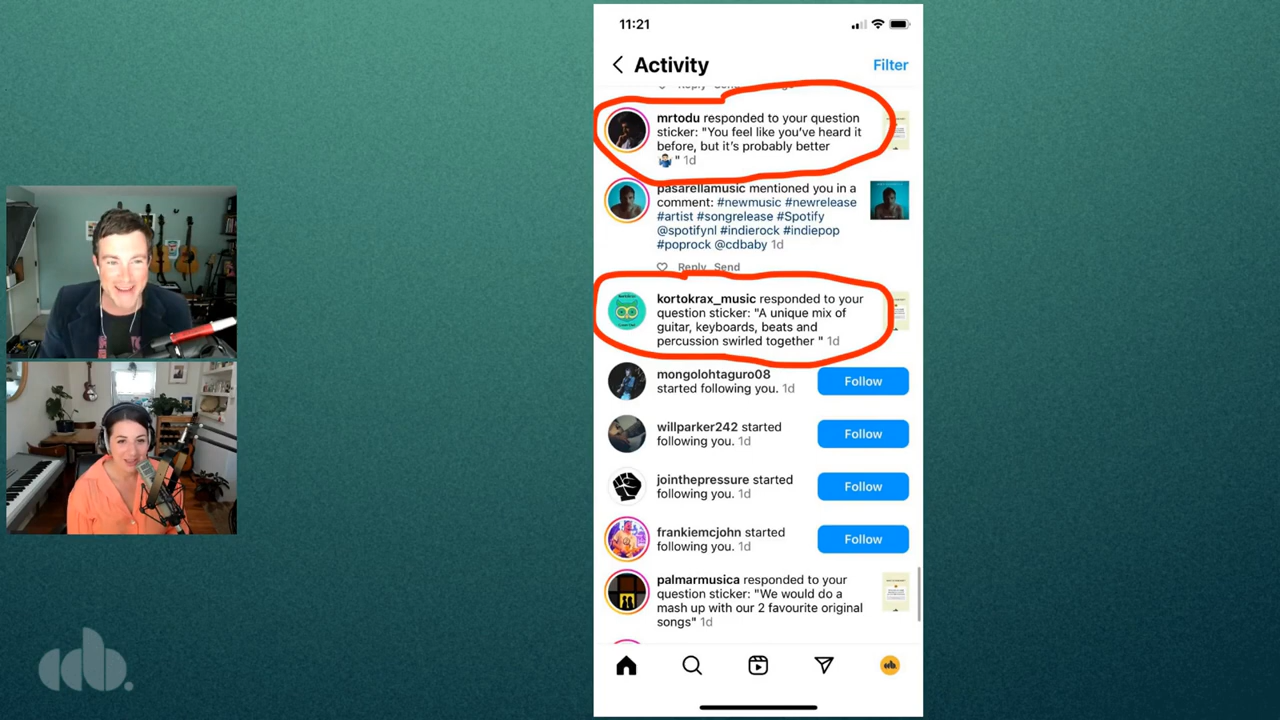 11:21
Activity
Filter
mrtodu responded to your question
sticker: "You feel like you've heard it
before, but it's probably better
🤷🏻‍♂️" 1d
pasarellamusic mentioned you in a
comment: #newmusic #newrelease
#artist #songrelease #Spotify
@spotifynl #indierock #indiepop
#poprock @cdbaby 1d
Reply Send
kortokrax_music responded to your
question sticker: "A unique mix of
guitar, keyboards, beats and
percussion swirled together " 1d
mongolohtaguro08
started following you. 1d
Follow
willparker242 started
following you. 1d
Follow
jointhepressure started
following you. 1d
Follow
frankiemcjohn started
following you. 1d
Follow
palmarmusica responded to your
question sticker: "We would do a
mash up with our 2 favourite original
songs" 1d
cdb.